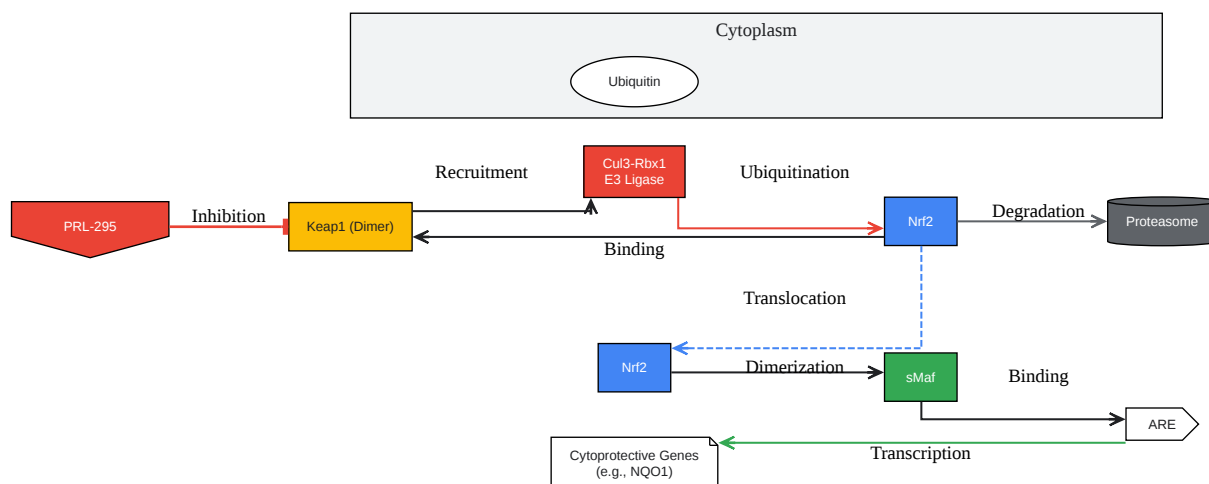 Cytoplasm
Ubiquitin
Recruitment
Cul3-Rbx1
E3 Ligase
Ubiquitination
PRL-295
Inhibition
Keap1 (Dimer)
Binding
Nrf2
Degradation
Proteasome
Translocation
Nrf2
Dimerization
sMaf
Binding
ARE
Transcription
Cytoprotective Genes
(e.g., NQO1)